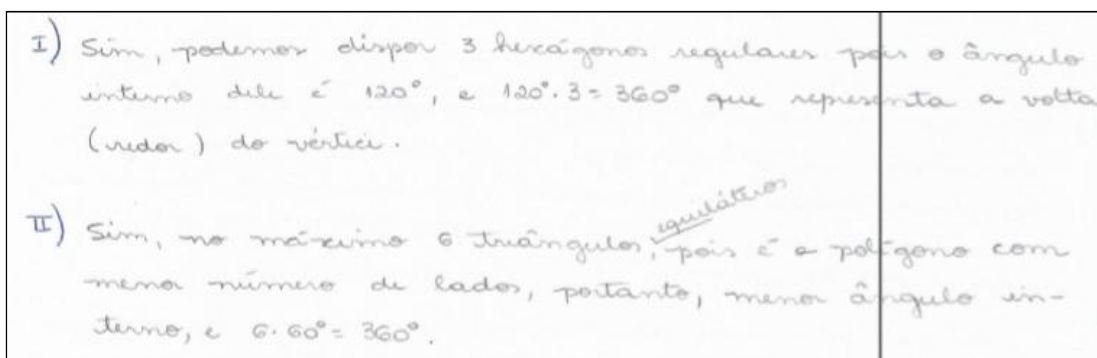 I) Sim, podemos dispor 3 hexágonos regulares pois o ângulo
interno dele é 120°, e 120°.3 = 360° que representa a volta
(redor) do vértice.
equiláteros
II) Sim, no máximo 6 triângulos, pois é o polígono com
menor número de lados, portanto, menor ângulo in-
terno, e 6.60° = 360°.